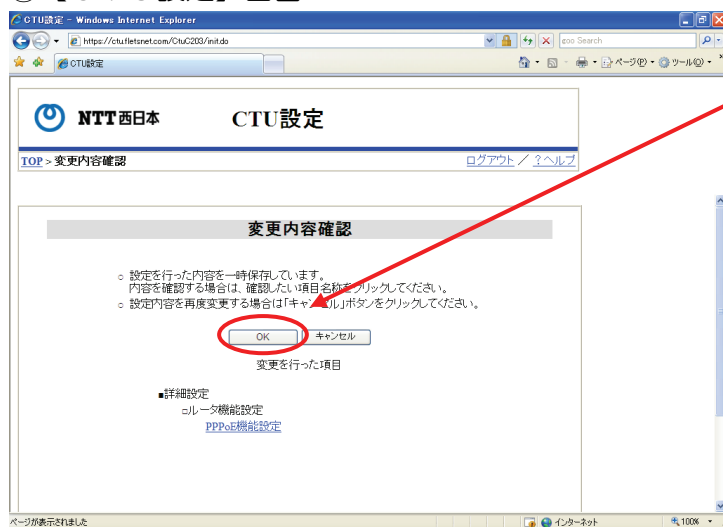 CTU設定 - Windows Internet Explorer
https://ctu.fletsnet.com/CtuC203/init.do
goo Search
CTU設定
ページ(P)
ツール(O)
NTT西日本
CTU設定
TOP > 変更内容確認
ログアウト / ?ヘルプ
変更内容確認
設定を行った内容を一時保存しています。
内容を確認する場合は、確認したい項目名称をクリックしてください。
設定内容を再度変更する場合は「キャンセル」ボタンをクリックしてください。
OK
キャンセル
変更を行った項目
■詳細設定
□ルータ機能設定
PPPoE機能設定
ページが表示されました
インターネット
100%